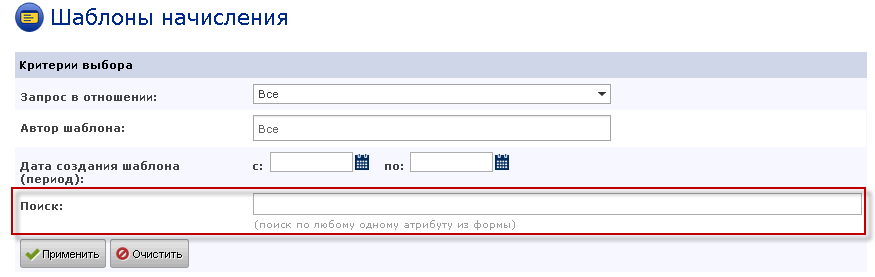 Шаблоны начисления
Критерии выбора
Запрос в отношении: Все
Автор шаблона: Все
Дата создания шаблона (период): с: по:
Поиск:
(поиск по любому одному атрибуту из формы)
Применить Очистить